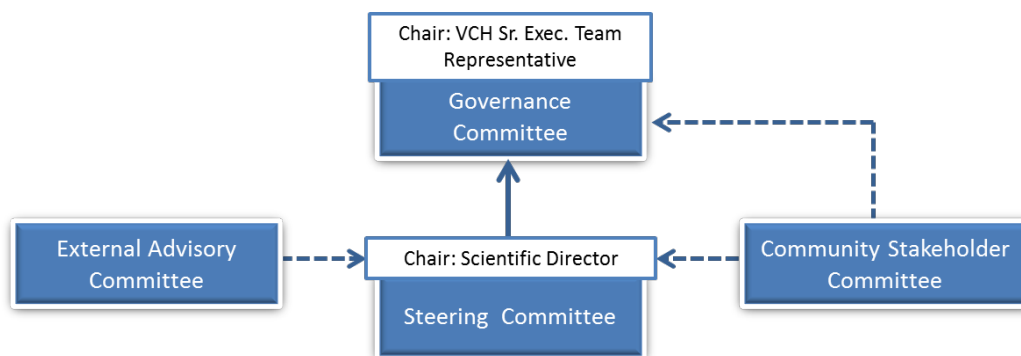 Chair: VCH Sr. Exec. Team
Representative
Governance
Committee
External Advisory
Committee
Chair: Scientific Director
Steering Committee
Community Stakeholder
Committee